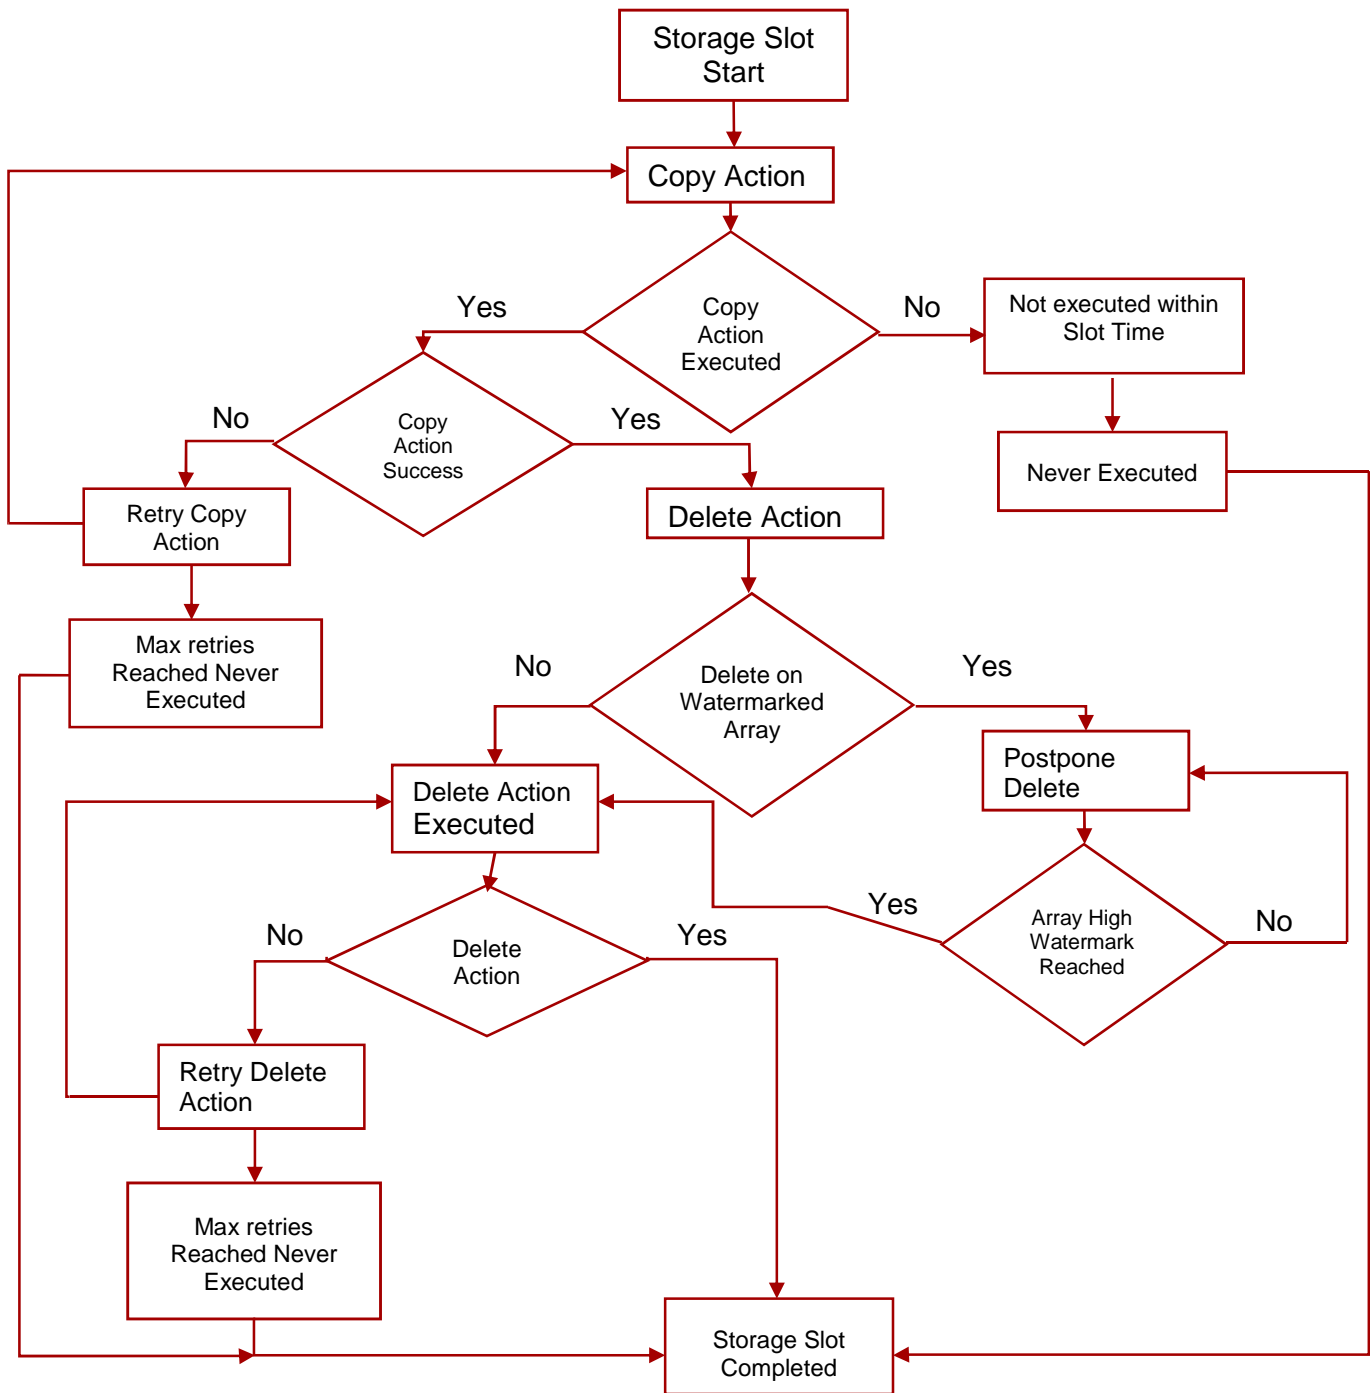 Storage Slot
Start
Copy Action
Yes
Copy
Action
Executed
No
Not executed within
Slot Time
No
Copy
Action
Success
Yes
Never Executed
Retry Copy
Action
Delete Action
Max retries
Reached Never
Executed
No
Delete on
Watermarked
Array
Yes
Postpone
Delete
Delete Action
Executed
Yes
Array High
Watermark
Reached
No
No
Delete
Action
Yes
Retry Delete
Action
Max retries
Reached Never
Executed
Storage Slot
Completed